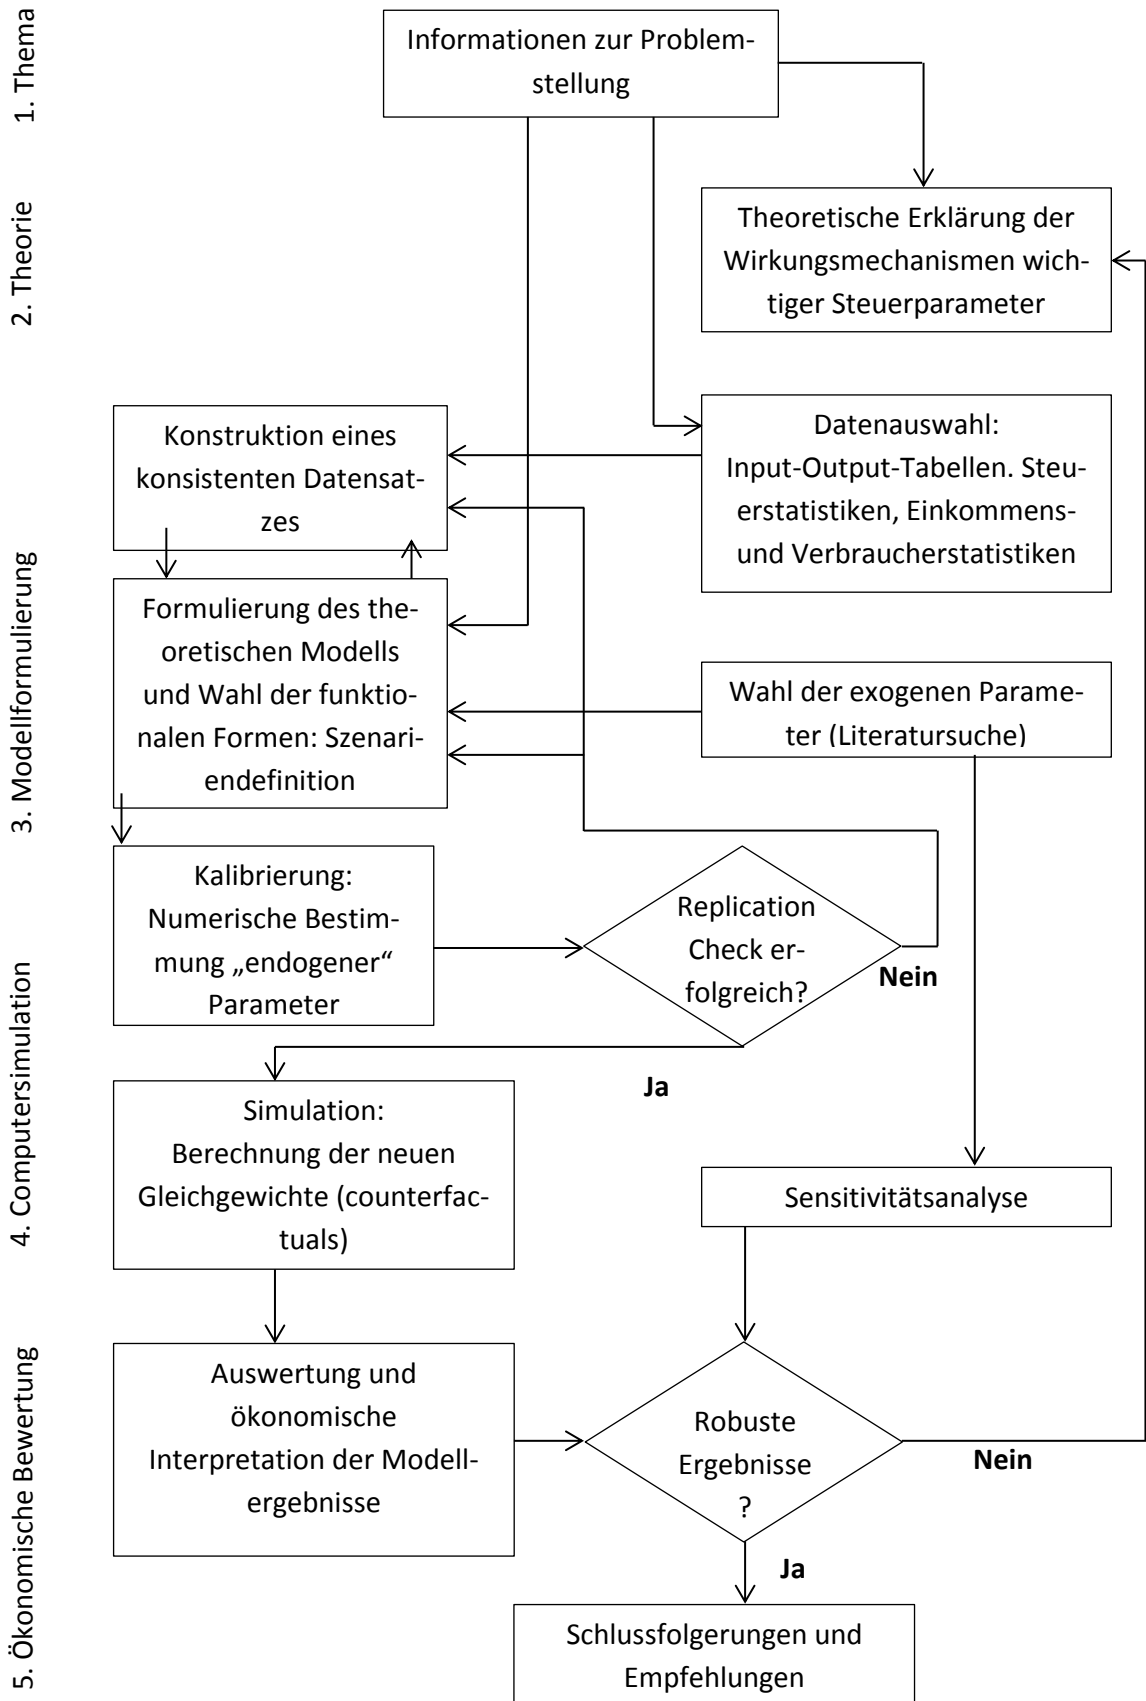 1. Thema
Informationen zur Problem-
stellung
2. Theorie
Theoretische Erklärung der
Wirkungsmechanismen wich-
tiger Steuerparameter
3. Modellformulierung
Konstruktion eines
konsistenten Datensat-
zes
Datenauswahl:
Input-Output-Tabellen. Steu-
erstatistiken, Einkommens-
und Verbraucherstatistiken
Formulierung des the-
oretischen Modells
und Wahl der funktio-
nalen Formen: Szenari-
endefinition
Wahl der exogenen Parame-
ter (Literatursuche)
4. Computersimulation
Kalibrierung:
Numerische Bestim-
mung „endogener“
Parameter
Replication
Check er-
folgreich?
Nein
Ja
Simulation:
Berechnung der neuen
Gleichgewichte (counterfac-
tuals)
Sensitivitätsanalyse
5. Ökonomische Bewertung
Auswertung und
ökonomische
Interpretation der Modell-
ergebnisse
Robuste
Ergebnisse
?
Nein
Ja
Schlussfolgerungen und
Empfehlungen